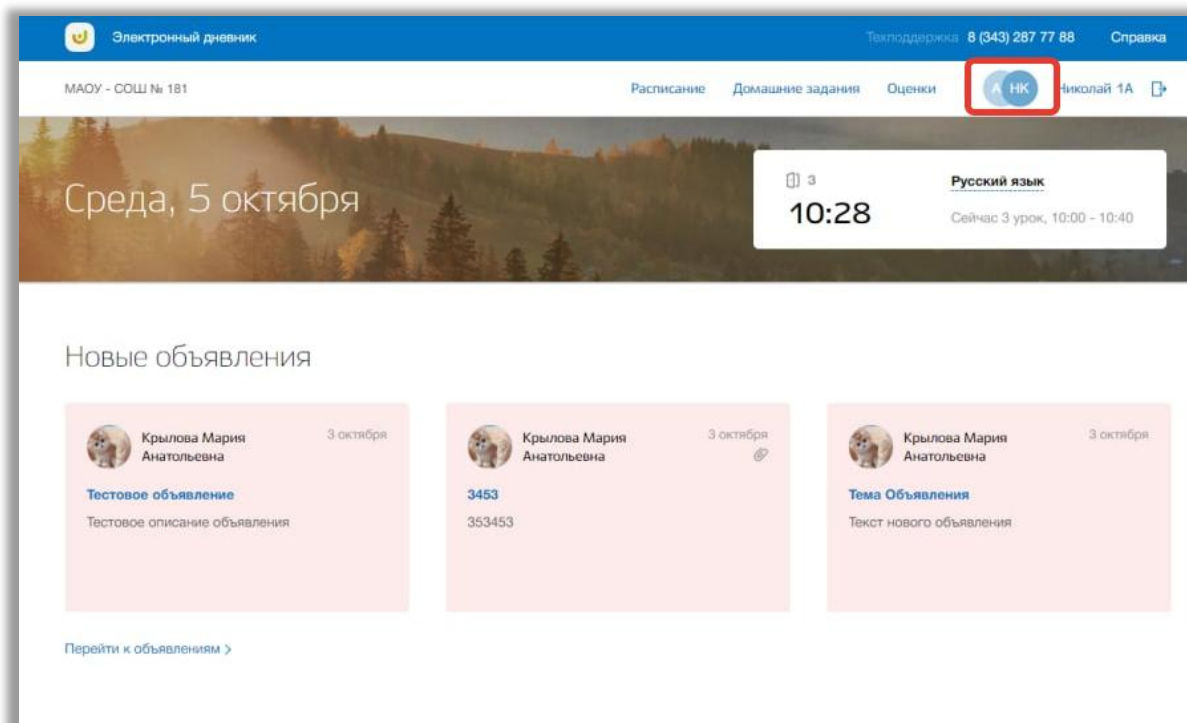 Электронный дневник
Техподдержка 8 (343) 287 77 88 Справка
МАОУ - СОШ № 181
Расписание Домашние задания Оценки А НК Николай 1А
Среда, 5 октября
3 Русский язык
10:28 Сейчас 3 урок, 10:00 - 10:40
Новые объявления
Крылова Мария 3 октября
Анатольевна
Тестовое объявление
Тестовое описание объявления
Крылова Мария 3 октября
Анатольевна
3453
353453
Крылова Мария 3 октября
Анатольевна
Тема Объявления
Текст нового объявления
Перейти к объявлениям >